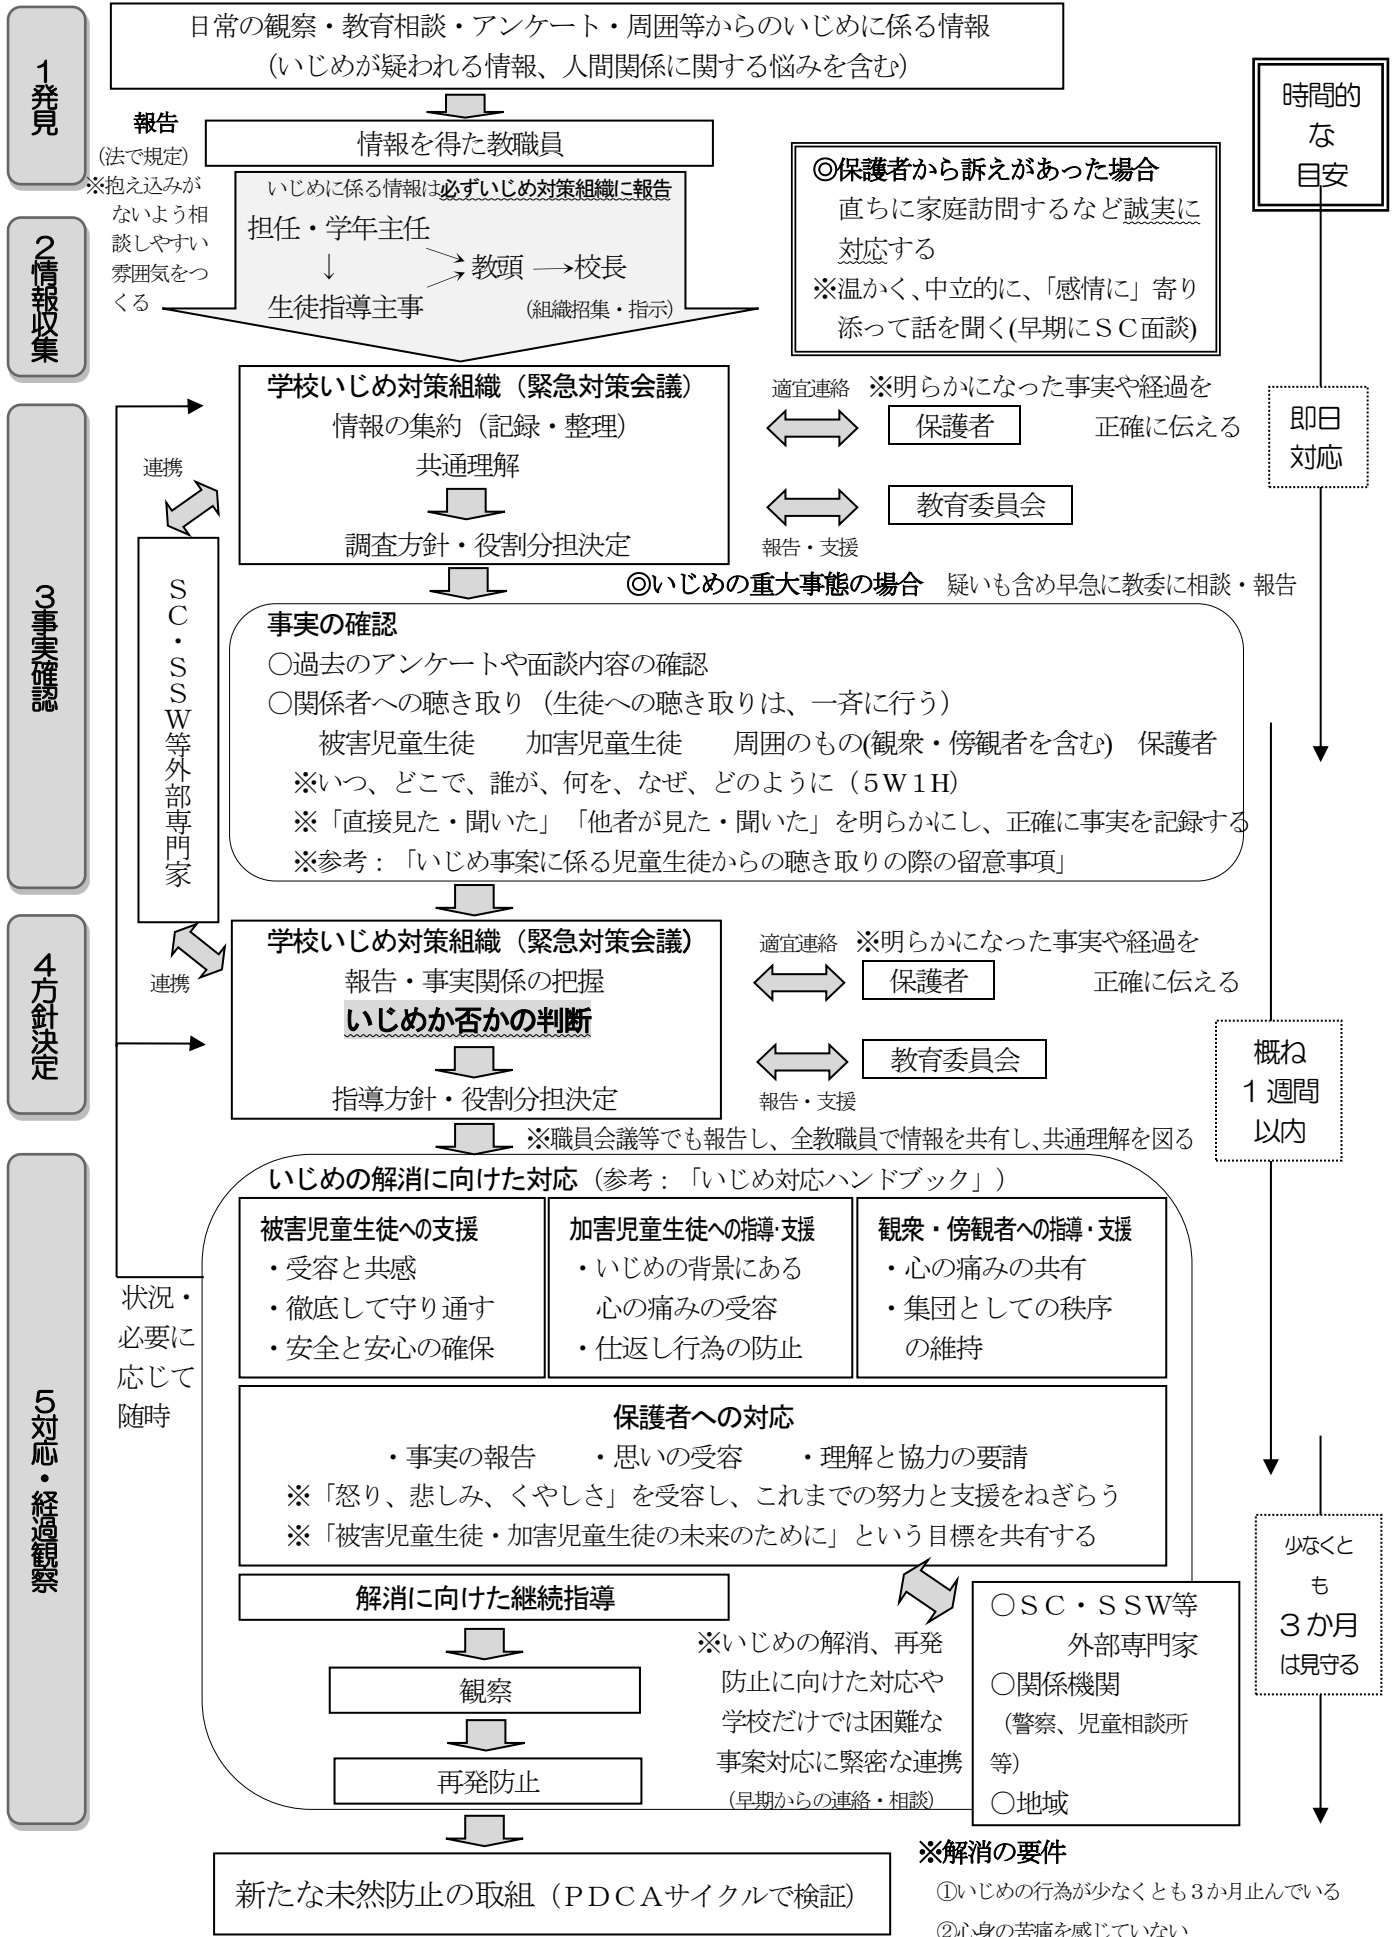 1発見
日常の観察・教育相談・アンケート・周囲等からのいじめに係る情報
（いじめが疑われる情報、人間関係に関する悩みを含む）
時間的
な
目安
報告
（法で規定）
※抱え込みが
ないよう相
談しやすい
雰囲気をつ
くる
情報を得た教職員
いじめに係る情報は必ずいじめ対策組織に報告
担任・学年主任
↓
生徒指導主事
教頭→校長
（組織招集・指示）
◎保護者から訴えがあった場合
直ちに家庭訪問するなど誠実に
対応する
※温かく、中立的に、「感情に」寄り
添って話を聞く(早期にＳＣ面談)
2情報収集
3事実確認
学校いじめ対策組織（緊急対策会議）
情報の集約（記録・整理）
共通理解
調査方針・役割分担決定
適宜連絡　※明らかになった事実や経過を
保護者　正確に伝える
教育委員会
報告・支援
即日
対応
連携
ＳＣ・ＳＳＷ等外部専門家
連携
◎いじめの重大事態の場合　疑いも含め早急に教委に相談・報告
事実の確認
○過去のアンケートや面談内容の確認
○関係者への聴き取り（生徒への聴き取りは、一斉に行う）
被害児童生徒　加害児童生徒　周囲のもの(観衆・傍観者を含む)　保護者
※いつ、どこで、誰が、何を、なぜ、どのように（５Ｗ１Ｈ）
※「直接見た・聞いた」「他者が見た・聞いた」を明らかにし、正確に事実を記録する
※参考：「いじめ事案に係る児童生徒からの聴き取りの際の留意事項」
4方針決定
学校いじめ対策組織（緊急対策会議）
報告・事実関係の把握
いじめか否かの判断
指導方針・役割分担決定
適宜連絡　※明らかになった事実や経過を
保護者　正確に伝える
教育委員会
報告・支援
概ね
１週間
以内
※職員会議等でも報告し、全教職員で情報を共有し、共通理解を図る
5対応・経過観察
状況・
必要に
応じて
随時
いじめの解消に向けた対応（参考：「いじめ対応ハンドブック」）
被害児童生徒への支援
・受容と共感
・徹底して守り通す
・安全と安心の確保
加害児童生徒への指導・支援
・いじめの背景にある
心の痛みの受容
・仕返し行為の防止
観衆・傍観者への指導・支援
・心の痛みの共有
・集団としての秩序
の維持
保護者への対応
・事実の報告　・思いの受容　・理解と協力の要請
※「怒り、悲しみ、くやしさ」を受容し、これまでの努力と支援をねぎらう
※「被害児童生徒・加害児童生徒の未来のために」という目標を共有する
解消に向けた継続指導
観察
再発防止
※いじめの解消、再発
防止に向けた対応や
学校だけでは困難な
事案対応に緊密な連携
（早期からの連絡・相談）
○ＳＣ・ＳＳＷ等
外部専門家
○関係機関
（警察、児童相談所
等）
○地域
少なくと
も
３か月
は見守る
新たな未然防止の取組（ＰＤＣＡサイクルで検証）
※解消の要件
①いじめの行為が少なくとも３か月止んでいる
②心身の苦痛を感じていない